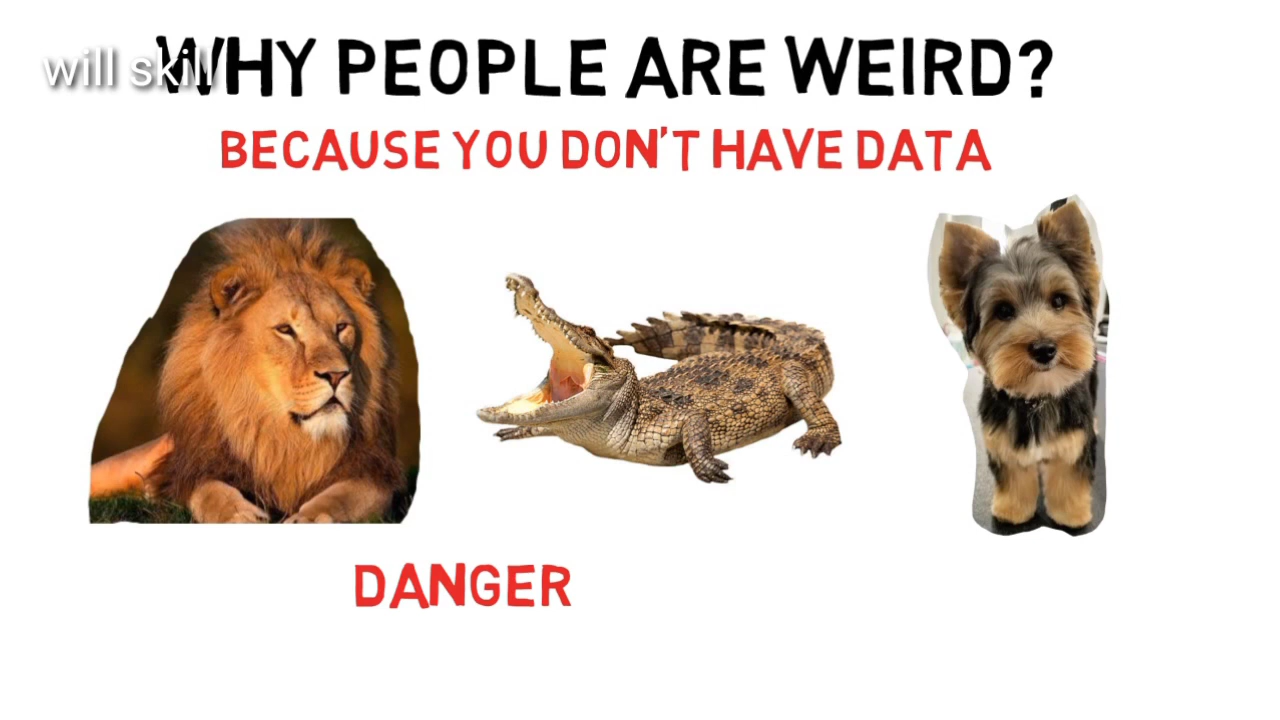 will skill
WHY PEOPLE ARE WEIRD?
BECAUSE YOU DON'T HAVE DATA
DANGER